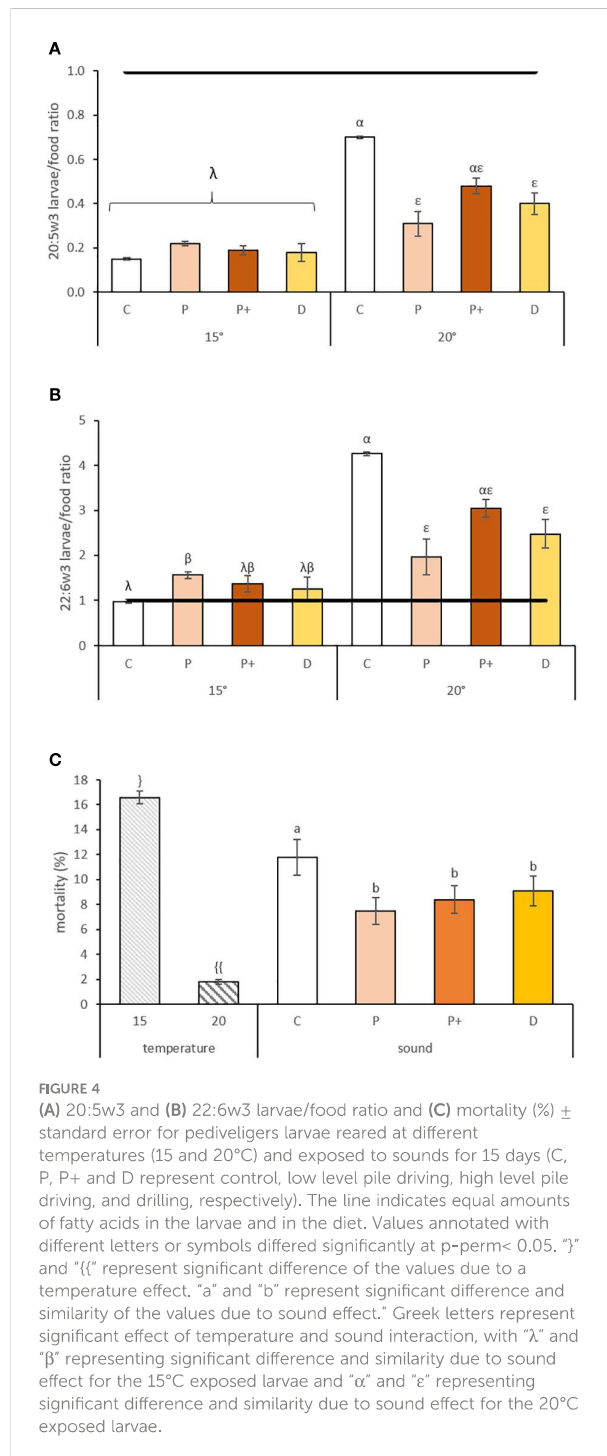 A
20:5w3 larvae/food ratio
1.0
0.8
0.6
0.4
0.2
0.0
λ
α
ε
αε
ε
C P P+ D C P P+ D
15° 20°
B
22:6w3 larvae/food ratio
5
4
3
2
1
0
λ
β
λβ
λβ
α
ε
αε
ε
C P P+ D C P P+ D
15° 20°
C
mortality (%)
18
16
14
12
10
8
6
4
2
0
}
{{
a
b
b
b
15 20 C P P+ D
temperature sound
FIGURE 4
(A) 20:5w3 and (B) 22:6w3 larvae/food ratio and (C) mortality (%) ±
standard error for pediveligers larvae reared at different
temperatures (15 and 20°C) and exposed to sounds for 15 days (C,
P, P+ and D represent control, low level pile driving, high level pile
driving, and drilling, respectively). The line indicates equal amounts
of fatty acids in the larvae and in the diet. Values annotated with
different letters or symbols differed significantly at p-perm< 0.05. “}”
and “{{“ represent significant difference of the values due to a
temperature effect. “a” and “b” represent significant difference and
similarity of the values due to sound effect.” Greek letters represent
significant effect of temperature and sound interaction, with “λ” and
“β” representing significant difference and similarity due to sound
effect for the 15°C exposed larvae and “α” and “ε” representing
significant difference and similarity due to sound effect for the 20°C
exposed larvae.